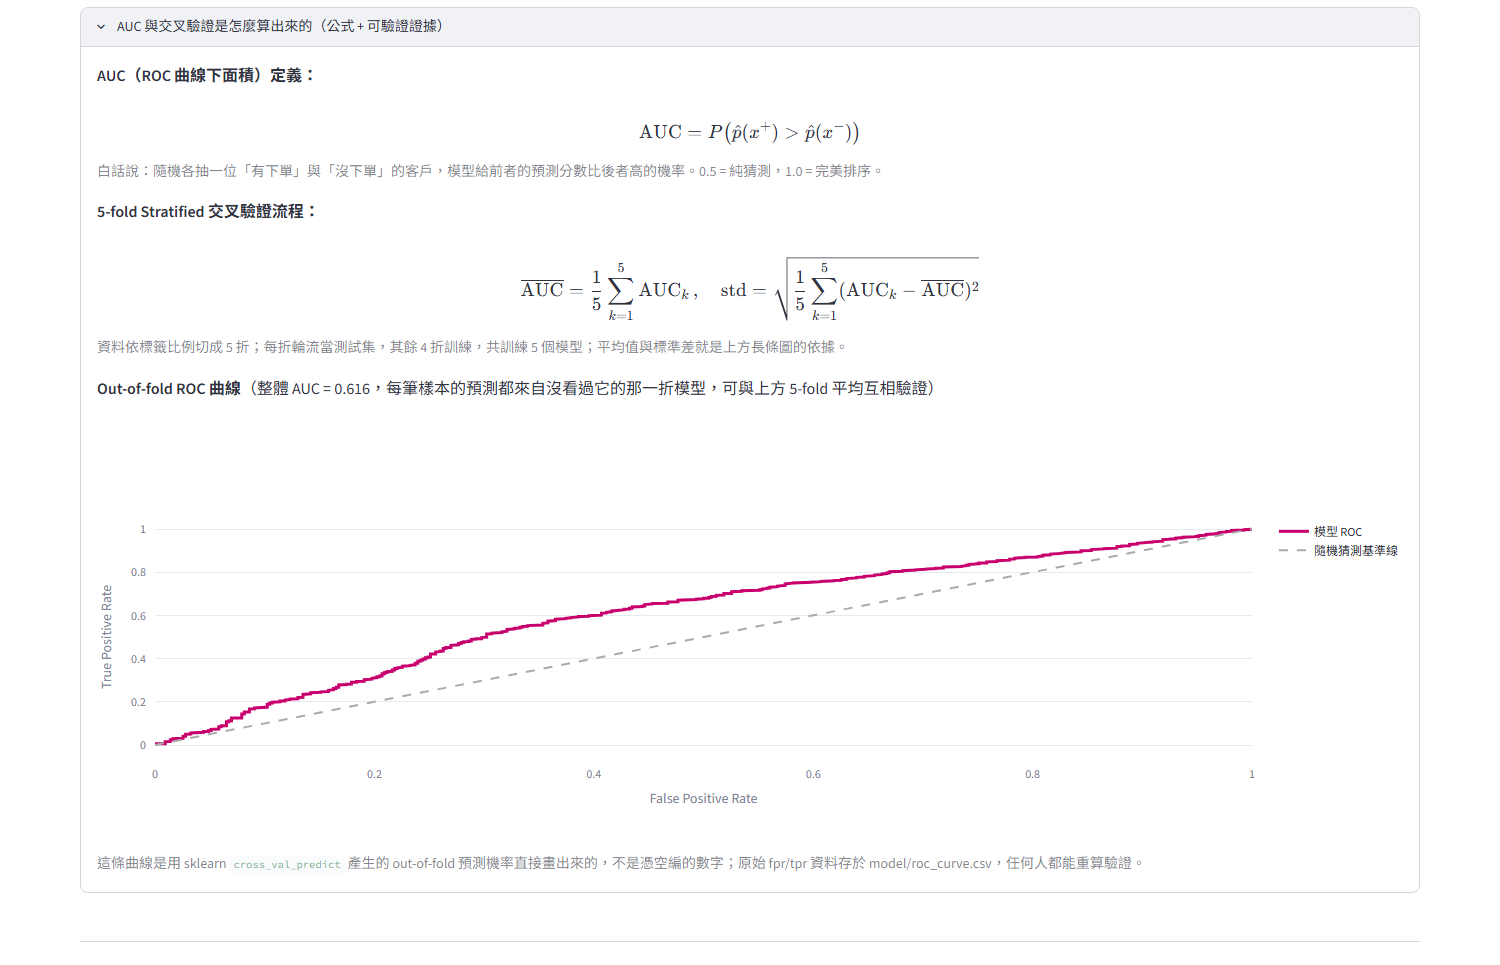 AUC 與交叉驗證是怎麼算出來的（公式 + 可驗證證據）
AUC（ROC 曲線下面積）定義：
AUC = P(p̂(x⁺) > p̂(x⁻))
白話說：隨機各抽一位「有下單」與「沒下單」的客戶，模型給前者的預測分數比後者高的機率。0.5 = 純猜測，1.0 = 完美排序。
5-fold Stratified 交叉驗證流程：
\overline{AUC} = \frac{1}{5} \sum_{k=1}^{5} AUC_k , std = \sqrt{\frac{1}{5} \sum_{k=1}^{5} (AUC_k − \overline{AUC})^2}
資料依標籤比例切成 5 折；每折輪流當測試集，其餘 4 折訓練，共訓練 5 個模型；平均值與標準差就是上方長條圖的依據。
Out-of-fold ROC 曲線（整體 AUC = 0.616，每筆樣本的預測都來自沒看過它的那一折模型，可與上方 5-fold 平均互相驗證）
模型 ROC
隨機猜測基準線
True Positive Rate
1
0.8
0.6
0.4
0.2
0
0 0.2 0.4 0.6 0.8 1
False Positive Rate
這條曲線是用 sklearn cross_val_predict 產生的 out-of-fold 預測機率直接畫出來的，不是憑空編的數字；原始 fpr/tpr 資料存於 model/roc_curve.csv，任何人都能重算驗證。